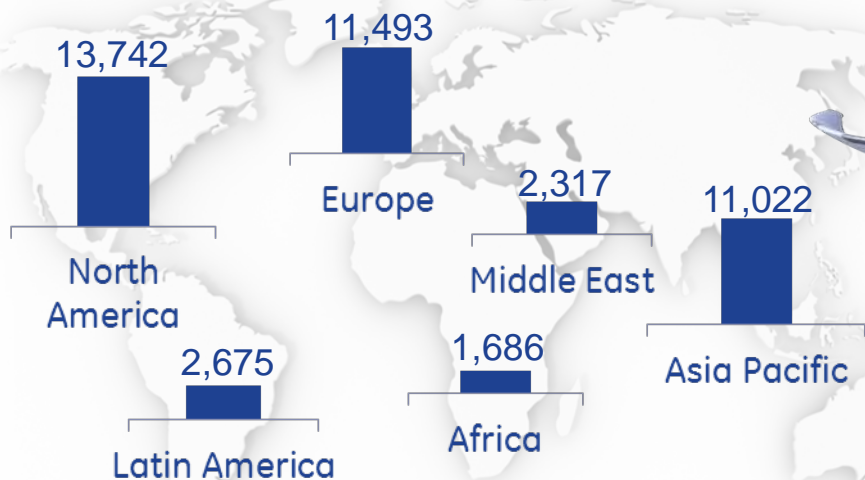 13,742
North
America
11,493
Europe
2,317
Middle East
11,022
Asia Pacific
2,675
Latin America
1,686
Africa